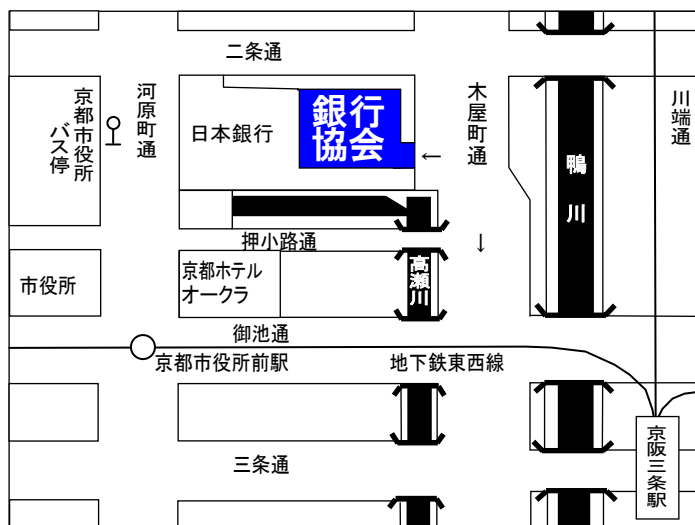 二条通
京都市役所
バス停
河原町通
日本銀行
銀行
協会
←
木屋町通
鴨川
川端通
押小路通
↓
市役所
京都ホテル
オークラ
高瀬川
御池通
京都市役所前駅
地下鉄東西線
三条通
京阪三条駅